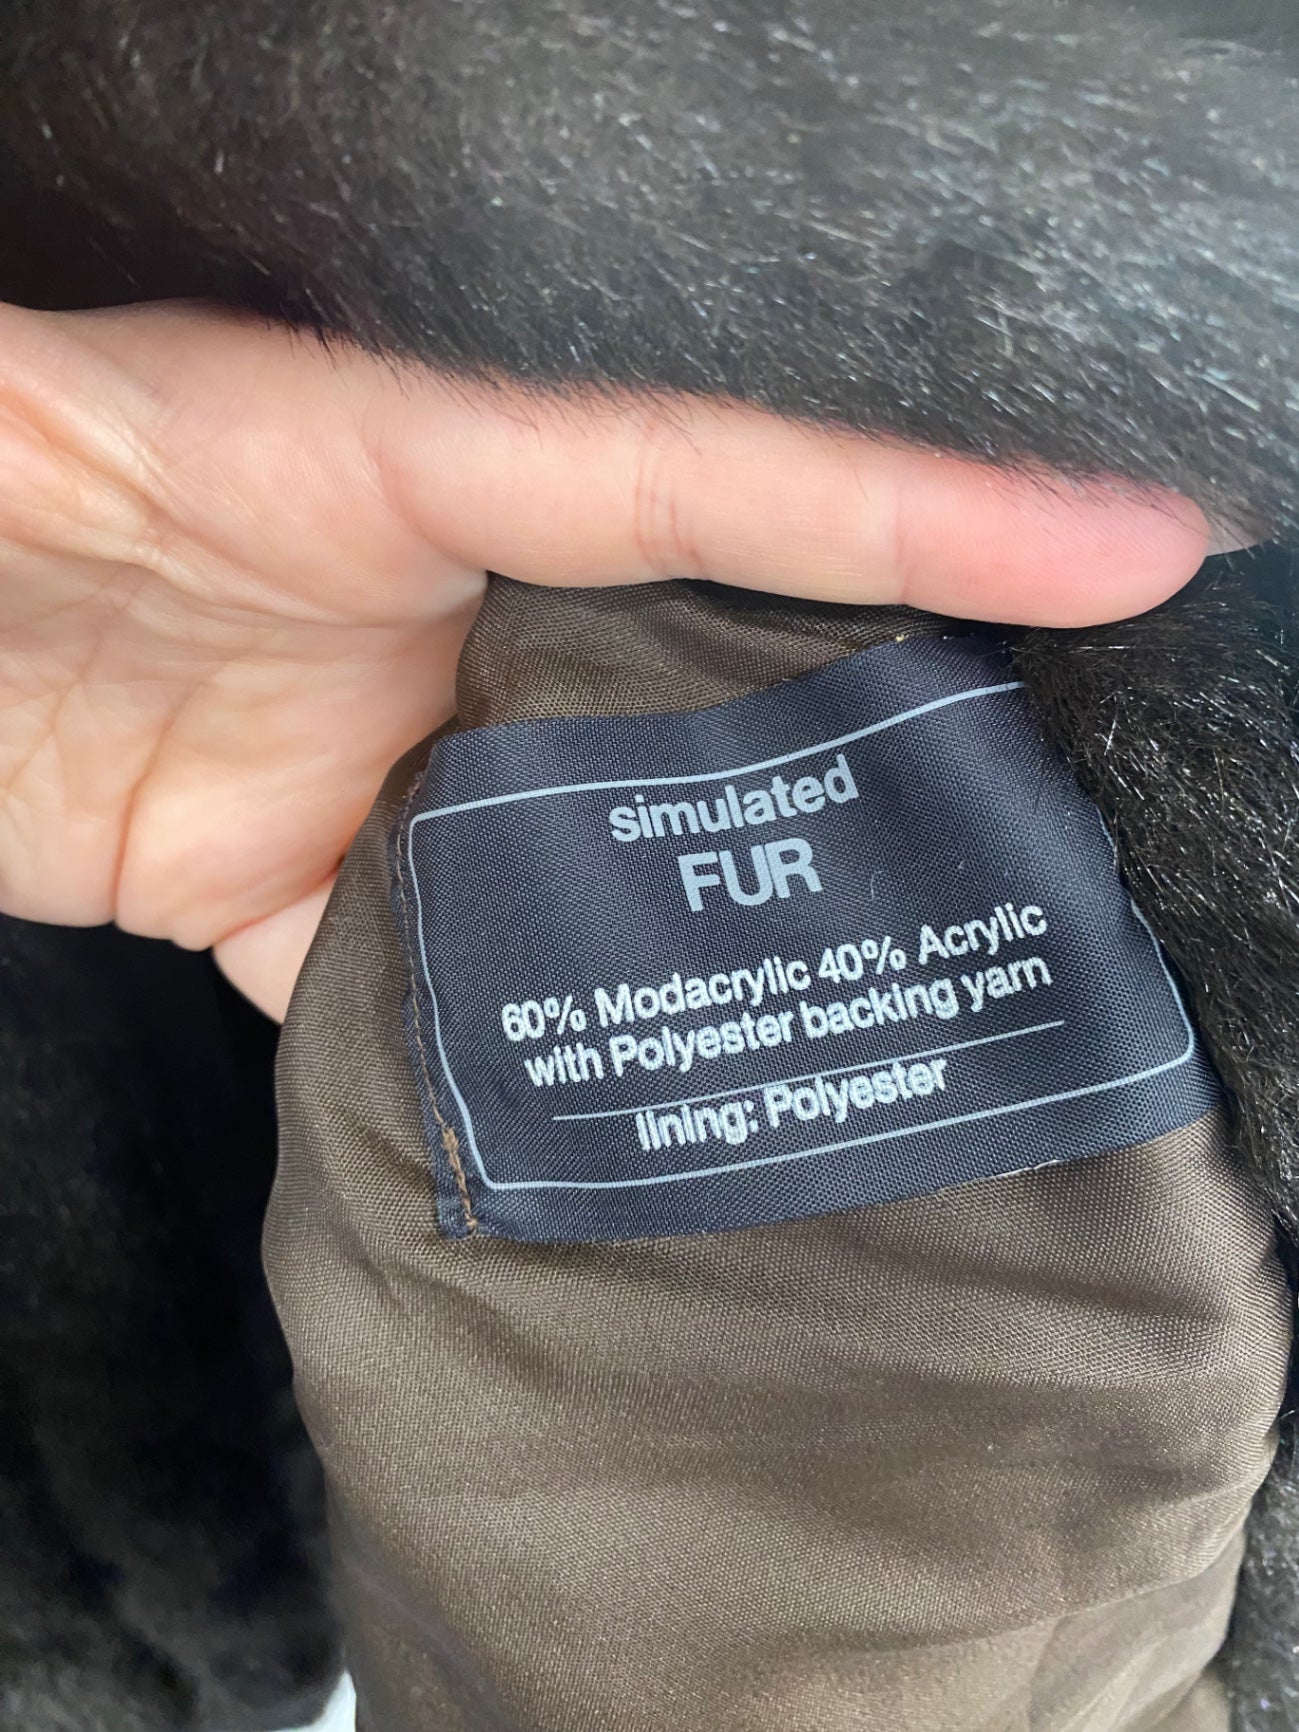 simulated
FUR
60% Modacrylic 40% Acrylic
with Polyester backing yarn
lining: Polyester